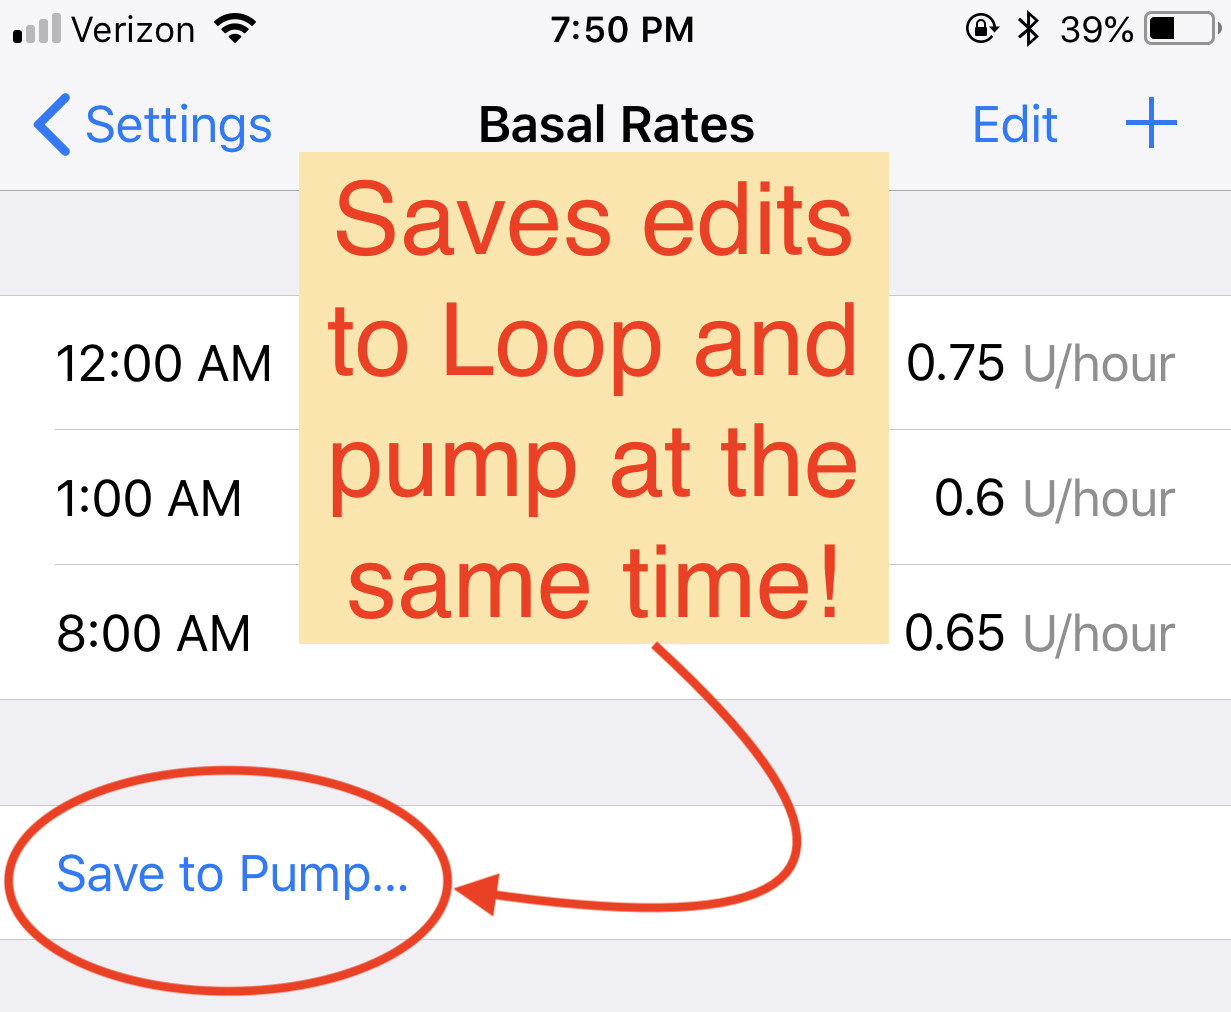 Verizon 7:50 PM 39%
Settings Basal Rates Edit
Saves edits
to Loop and
pump at the
same time!
12:00 AM 0.75 U/hour
1:00 AM 0.6 U/hour
8:00 AM 0.65 U/hour
Save to Pump...